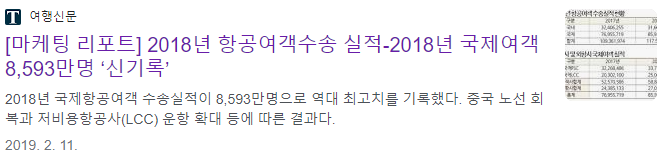 T 여행신문
[마케팅 리포트] 2018년 항공여객수송 실적-2018년 국제여객
8,593만명 ‘신기록’
2018년 국제항공여객 수송실적이 8,593만명으로 역대 최고치를 기록했다. 중국 노선 회
복과 저비용항공사(LCC) 운항 확대 등에 따른 결과다.
2019. 2. 11.